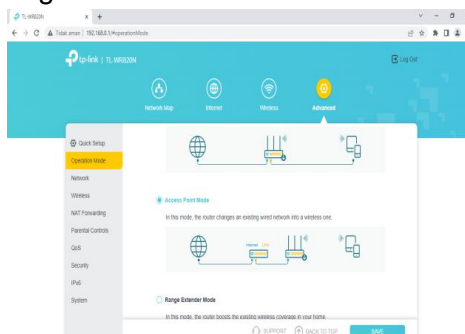 TL-WR820N
Tidak aman | 192.168.0.1/#operationMode
tp-link | TL-WR820N
Log Out
Network Map
Internet
Wireless
Advanced
Quick Setup
Operation Mode
Network
Wireless
NAT Forwarding
Parental Controls
QoS
Security
IPv6
System
Access Point Mode
In this mode, the router changes an existing wired network into a wireless one.
Internet
Range Extender Mode
In this mode, the router boosts the existing wireless coverage in your home.
SUPPORT
BACK TO TOP
SAVE